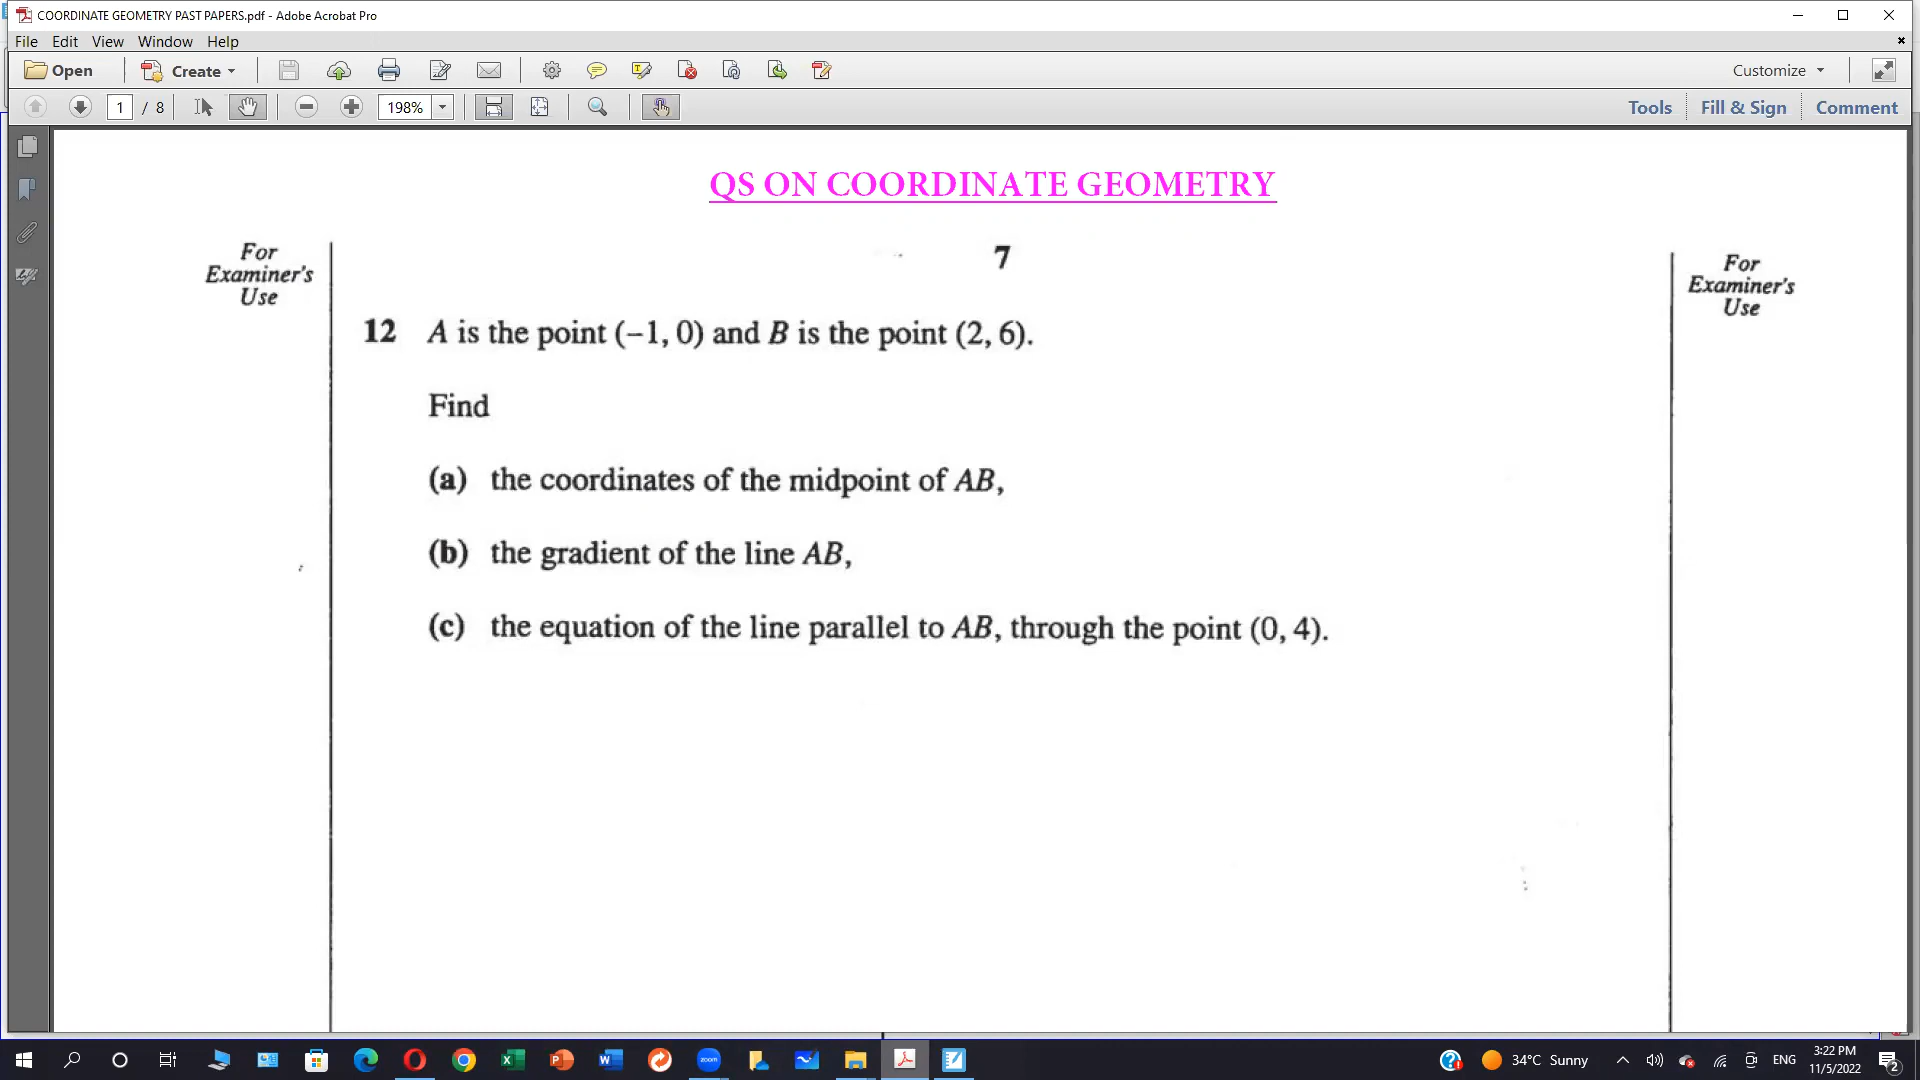 COORDINATE GEOMETRY PAST PAPERS.pdf - Adobe Acrobat Pro
File Edit View Window Help
Open Create Customize
1 / 8 198% Tools Fill & Sign Comment
QS ON COORDINATE GEOMETRY
For
Examiner's
Use
7
For
Examiner's
Use
12 A is the point (−1, 0) and B is the point (2, 6).
Find
(a) the coordinates of the midpoint of AB,
(b) the gradient of the line AB,
(c) the equation of the line parallel to AB, through the point (0, 4).
zoom
34°C Sunny
ENG
3:22 PM
11/5/2022
2